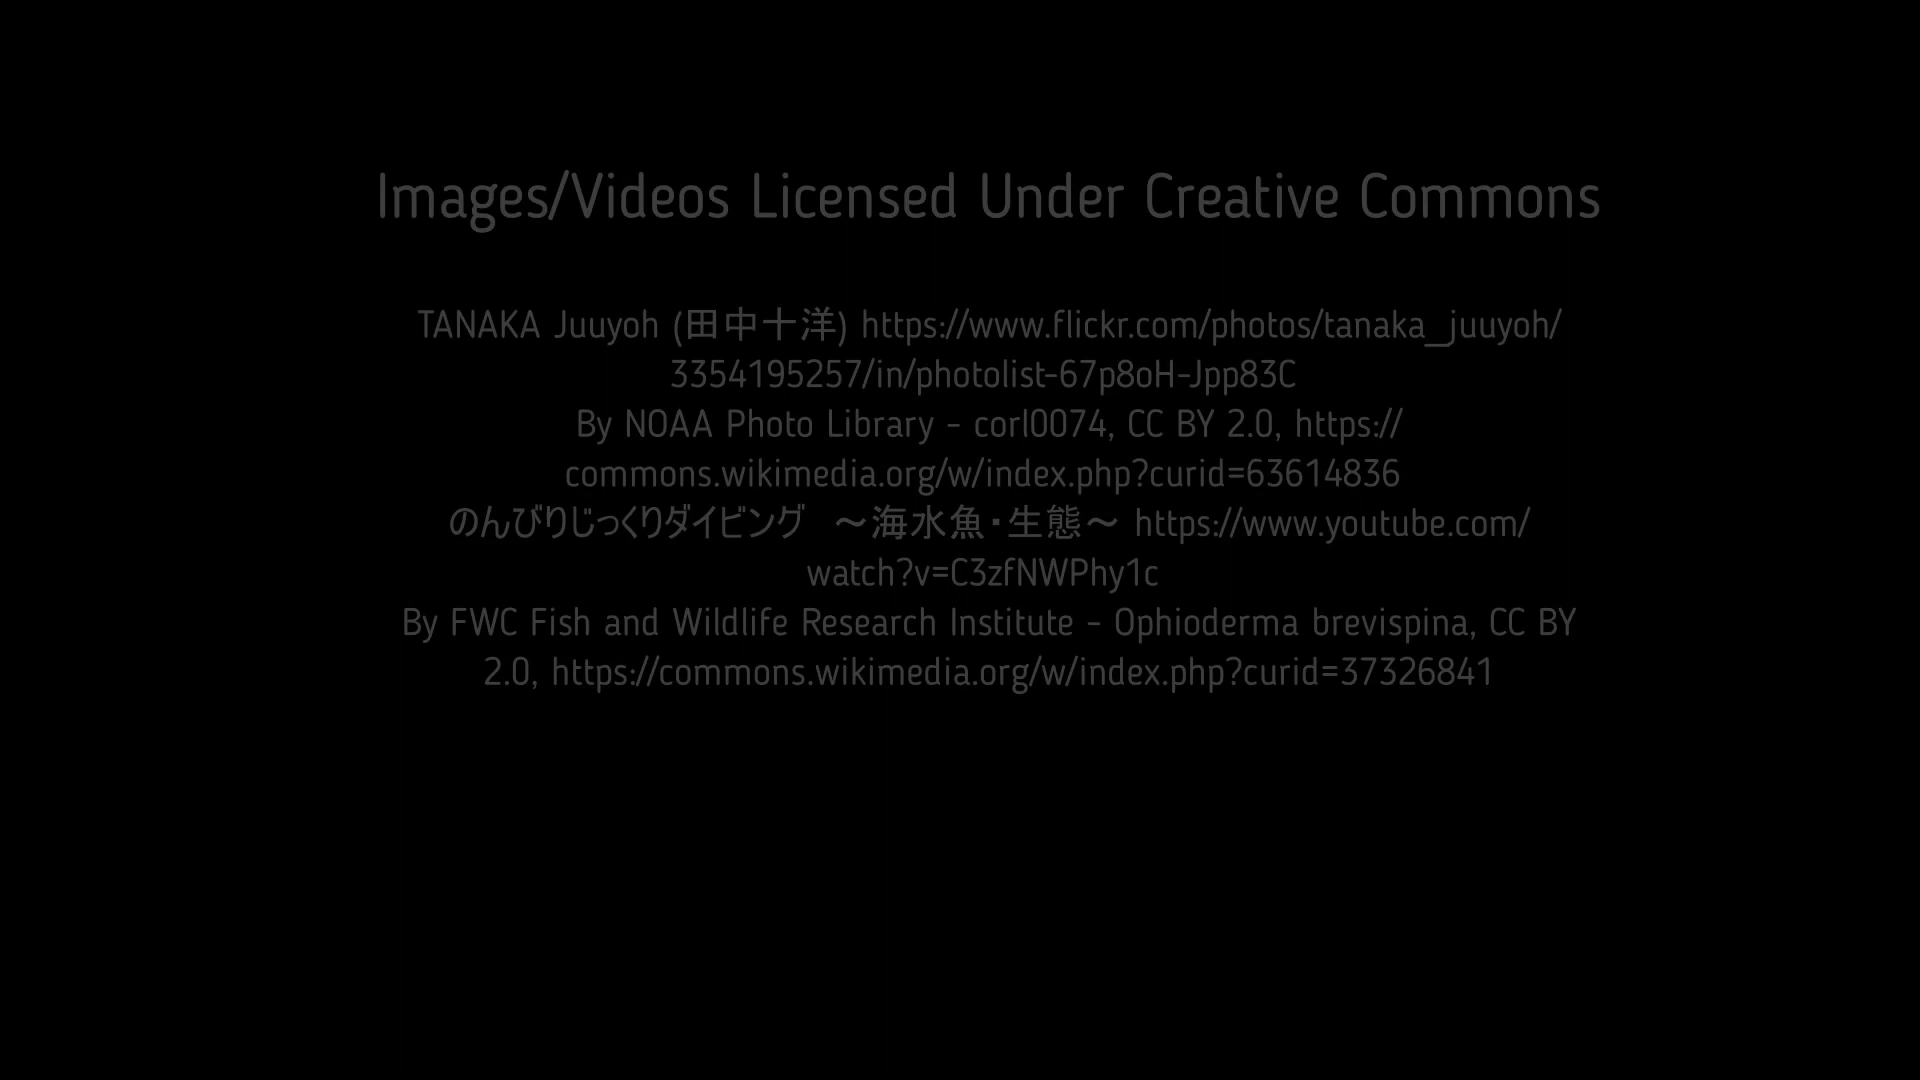 Images/Videos Licensed Under Creative Commons
TANAKA Juuyoh (田中十洋) https://www.flickr.com/photos/tanaka_juuyoh/
3354195257/in/photolist-67p8oH-Jpp83C
By NOAA Photo Library - corl0074, CC BY 2.0, https://
commons.wikimedia.org/w/index.php?curid=63614836
のんびりじっくりダイビング　～海水魚・生態～ https://www.youtube.com/
watch?v=C3zfNWPhy1c
By FWC Fish and Wildlife Research Institute - Ophioderma brevispina, CC BY
2.0, https://commons.wikimedia.org/w/index.php?curid=37326841